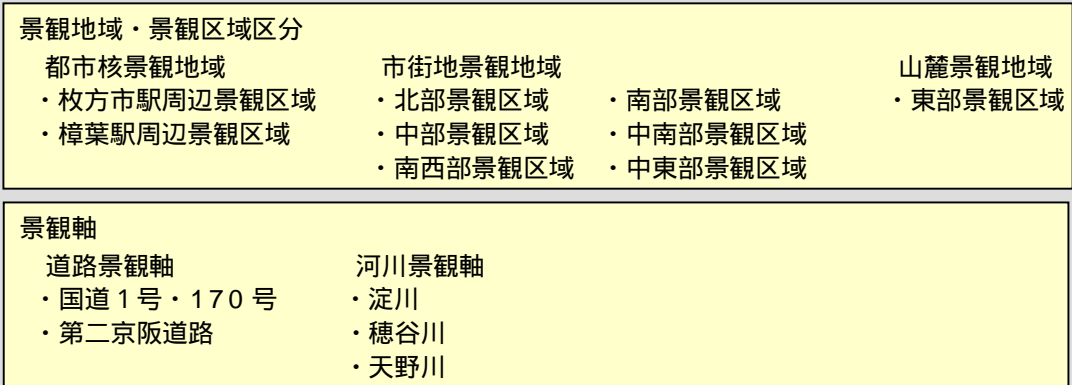 景観地域・景観区域区分
都市核景観地域 市街地景観地域 山麓景観地域
・枚方市駅周辺景観区域 ・北部景観区域 ・南部景観区域 ・東部景観区域
・樟葉駅周辺景観区域 ・中部景観区域 ・中南部景観区域
・南西部景観区域 ・中東部景観区域
景観軸
道路景観軸 河川景観軸
・国道1号・170号 ・淀川
・第二京阪道路 ・穂谷川
・天野川